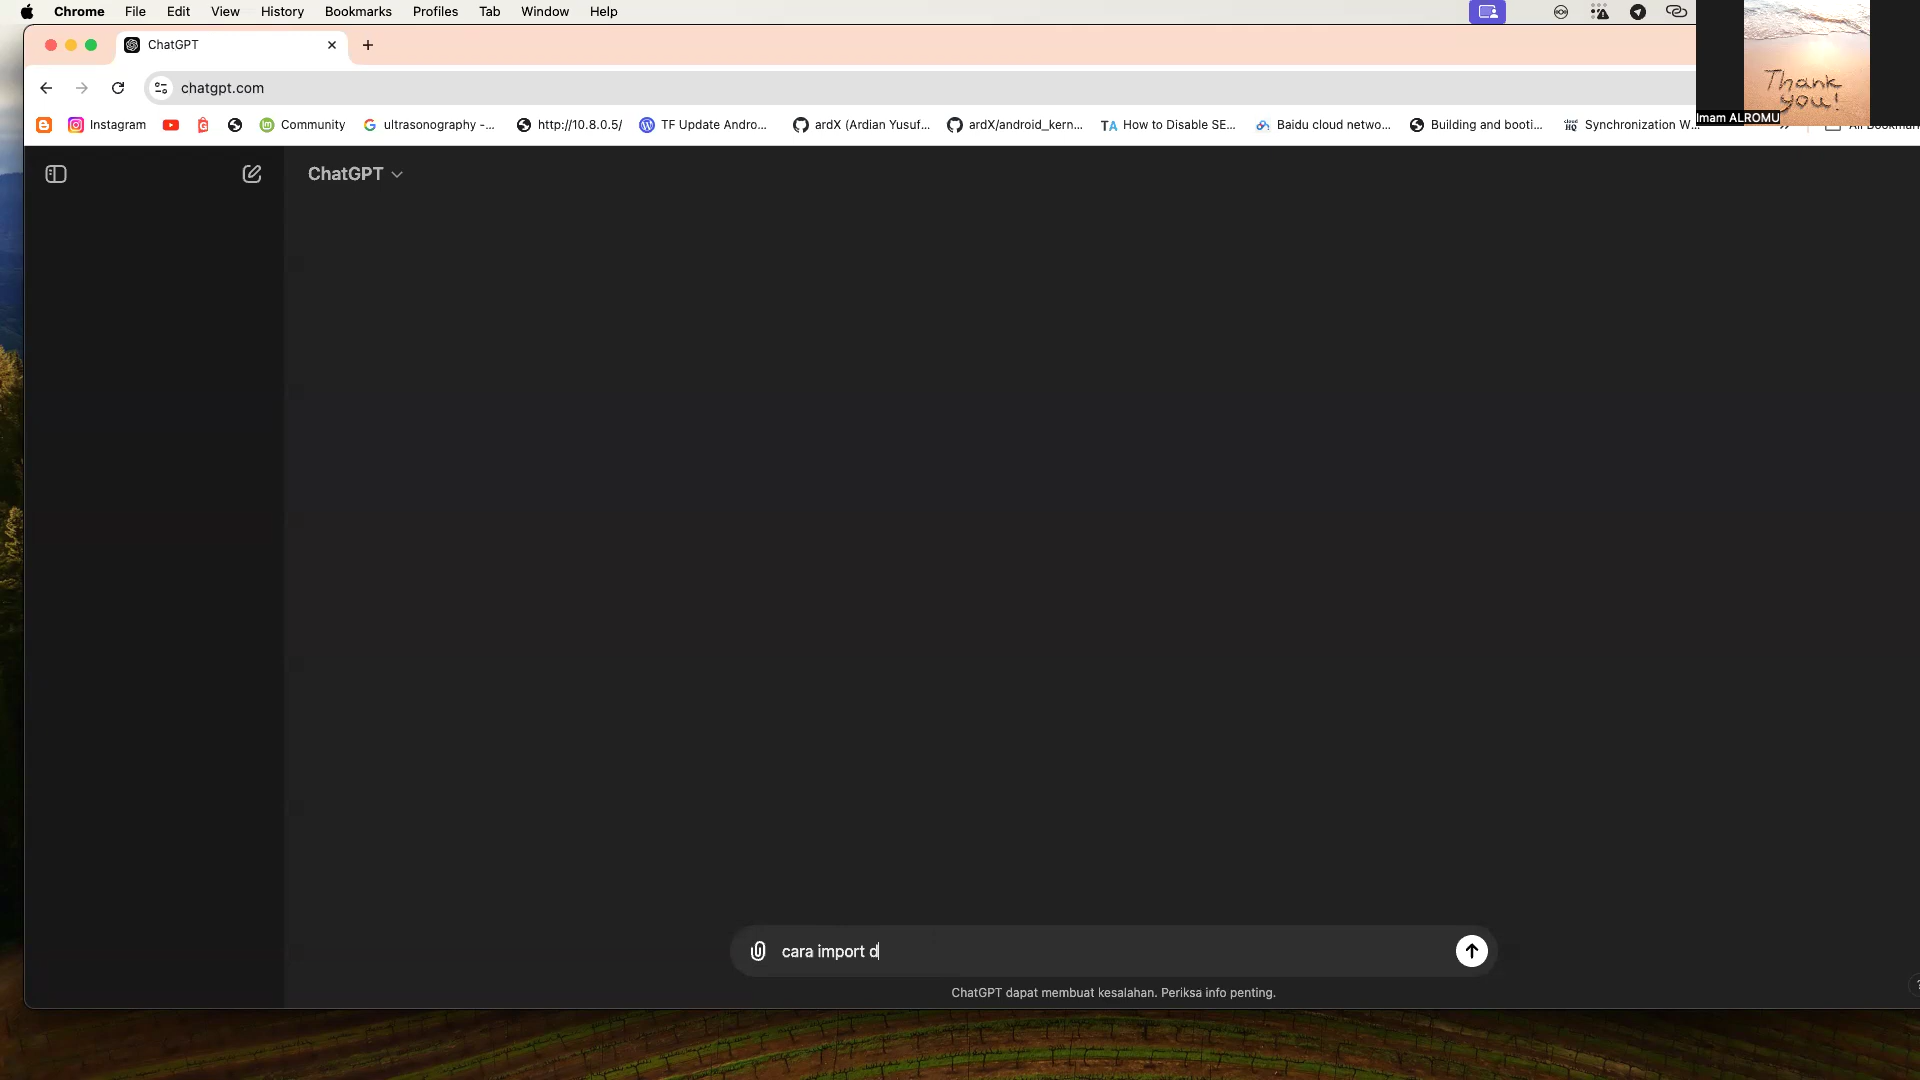 Chrome File Edit View History Bookmarks Profiles Tab Window Help
ChatGPT
chatgpt.com
Thank you!
Imam ALROMU
Instagram Community ultrasonography -... http://10.8.0.5/ TF Update Andro... ardX (Ardian Yusuf... ardX/android_kern... How to Disable SE... Baidu cloud netwo... Building and booti... Synchronization W...
ChatGPT
cara import d
ChatGPT dapat membuat kesalahan. Periksa info penting.